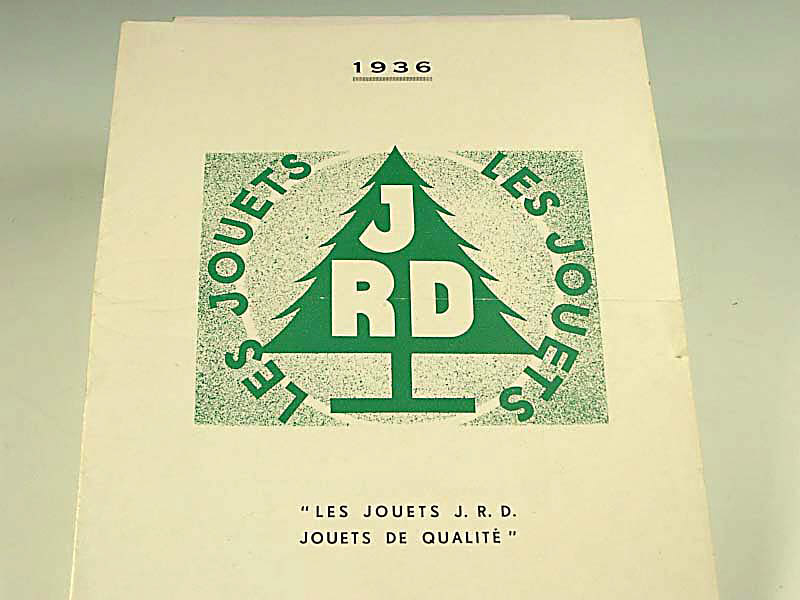 1936
LES JOUETS
LES JOUETS
J
RD
"LES JOUETS J. R. D.
JOUETS DE QUALITÉ"